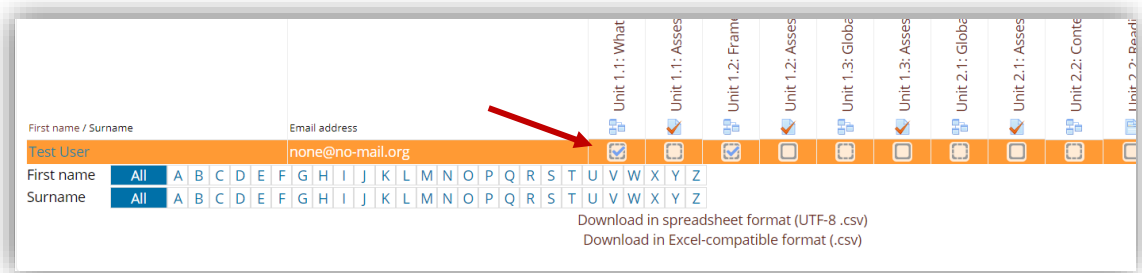 Unit 1.1: What
Unit 1.1: Asses
Unit 1.2: Frame
Unit 1.2: Asses
Unit 1.3: Globa
Unit 1.3: Asses
Unit 2.1: Globa
Unit 2.1: Asses
Unit 2.2: Conte
Unit 2.2: Readi
First name / Surname Email address
Test User none@no-mail.org
First name All A B C D E F G H I J K L M N O P Q R S T U V W X Y Z
Surname All A B C D E F G H I J K L M N O P Q R S T U V W X Y Z
Download in spreadsheet format (UTF-8 .csv)
Download in Excel-compatible format (.csv)